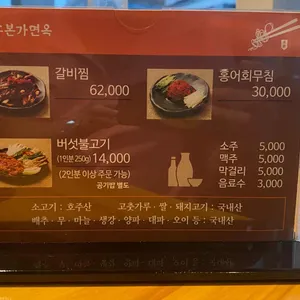 본가면옥
갈비찜
62,000
홍어회무침
30,000
버섯불고기
(1인분 250g) 14,000
(2인분 이상 주문 가능)
공기밥 별도
소주 5,000
맥주 5,000
막걸리 5,000
음료수 3,000
소고기 : 호주산 고춧가루 · 쌀 · 돼지고기 : 국내산
배추 · 무 · 마늘 · 생강 · 양파 · 대파 · 오이 등 : 국내산